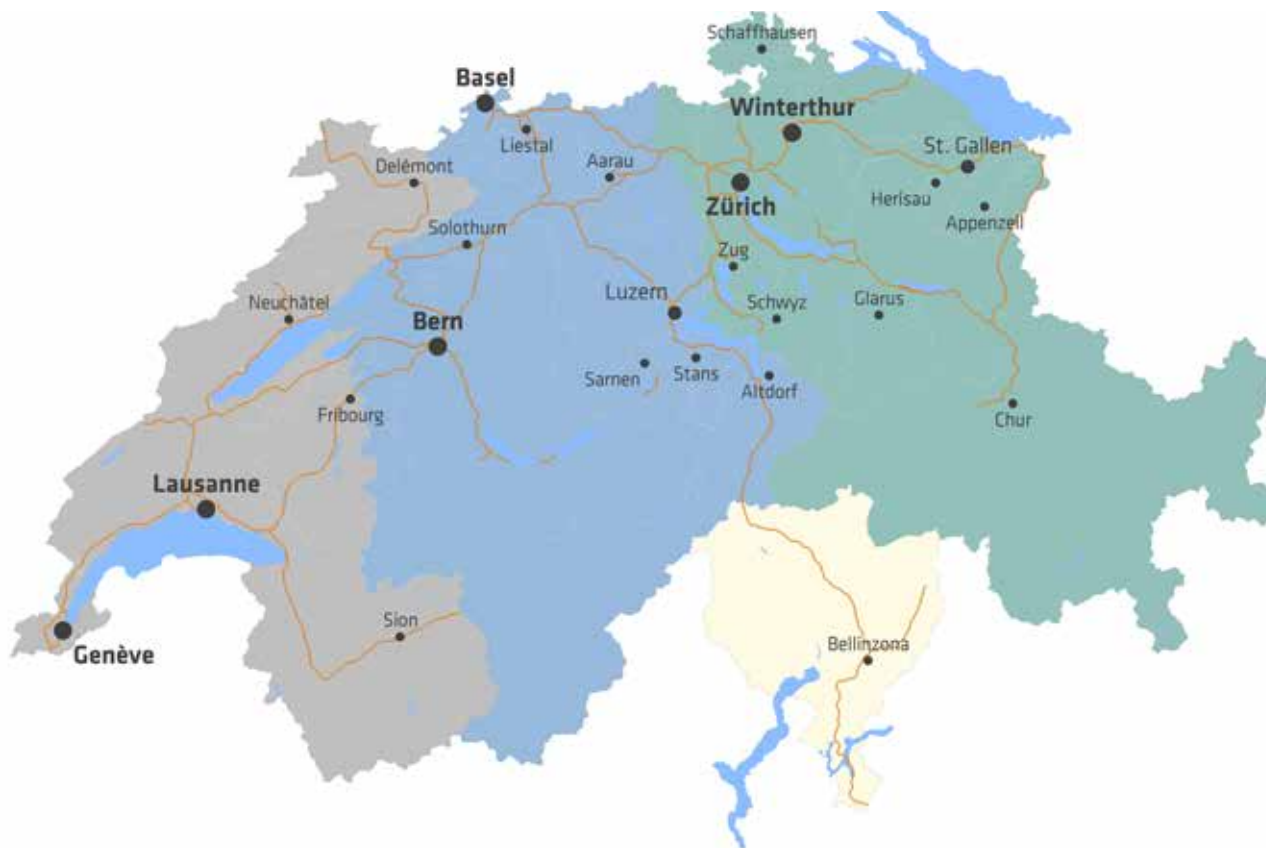 Schaffhausen
Basel
Winterthur
Liestal
St. Gallen
Delémont
Aarau
Herisau
Zürich
Appenzell
Solothurn
Zug
Luzern
Neuchâtel
Schwyz
Glarus
Bern
Sarnen
Stans
Altdorf
Fribourg
Chur
Lausanne
Sion
Bellinzona
Genève